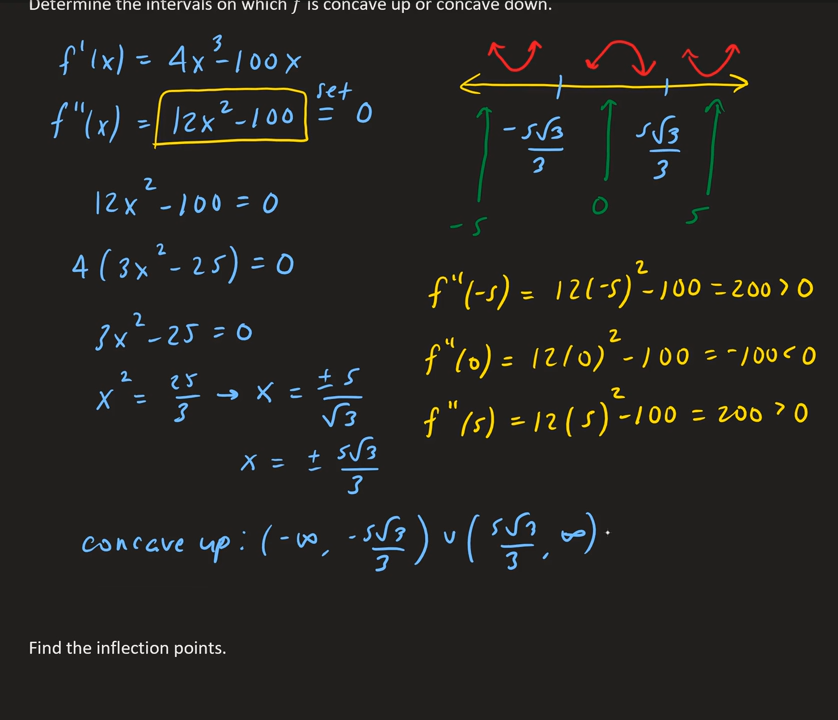 Determine the intervals on which f is concave up or concave down.
f'(x) = 4x³-100x
f"(x) = 12x²-100 set = 0
12x²-100 = 0
4(3x²-25) = 0
3x²-25 = 0
x² = 25/3 → x = ±5/√3
x = ± 5√3/3
-5√3/3 5√3/3
-5 0 5
f"(-5) = 12(-5)²-100 = 200 > 0
f"(0) = 12(0)²-100 = -100 < 0
f"(5) = 12(5)²-100 = 200 > 0
concave up: (-∞, -5√3/3) ∪ (5√3/3, ∞)
Find the inflection points.